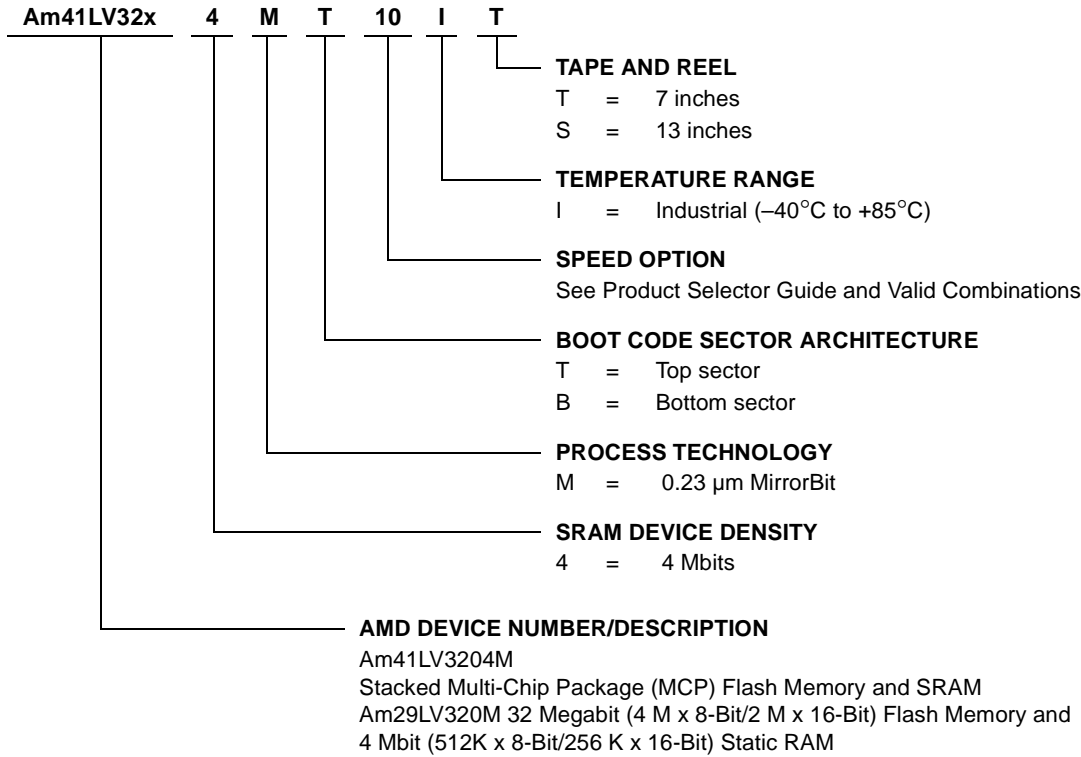 Am41LV32x 4 M T 10 I T
TAPE AND REEL
T = 7 inches
S = 13 inches
TEMPERATURE RANGE
I = Industrial (–40°C to +85°C)
SPEED OPTION
See Product Selector Guide and Valid Combinations
BOOT CODE SECTOR ARCHITECTURE
T = Top sector
B = Bottom sector
PROCESS TECHNOLOGY
M = 0.23 µm MirrorBit
SRAM DEVICE DENSITY
4 = 4 Mbits
AMD DEVICE NUMBER/DESCRIPTION
Am41LV3204M
Stacked Multi-Chip Package (MCP) Flash Memory and SRAM
Am29LV320M 32 Megabit (4 M x 8-Bit/2 M x 16-Bit) Flash Memory and
4 Mbit (512K x 8-Bit/256 K x 16-Bit) Static RAM